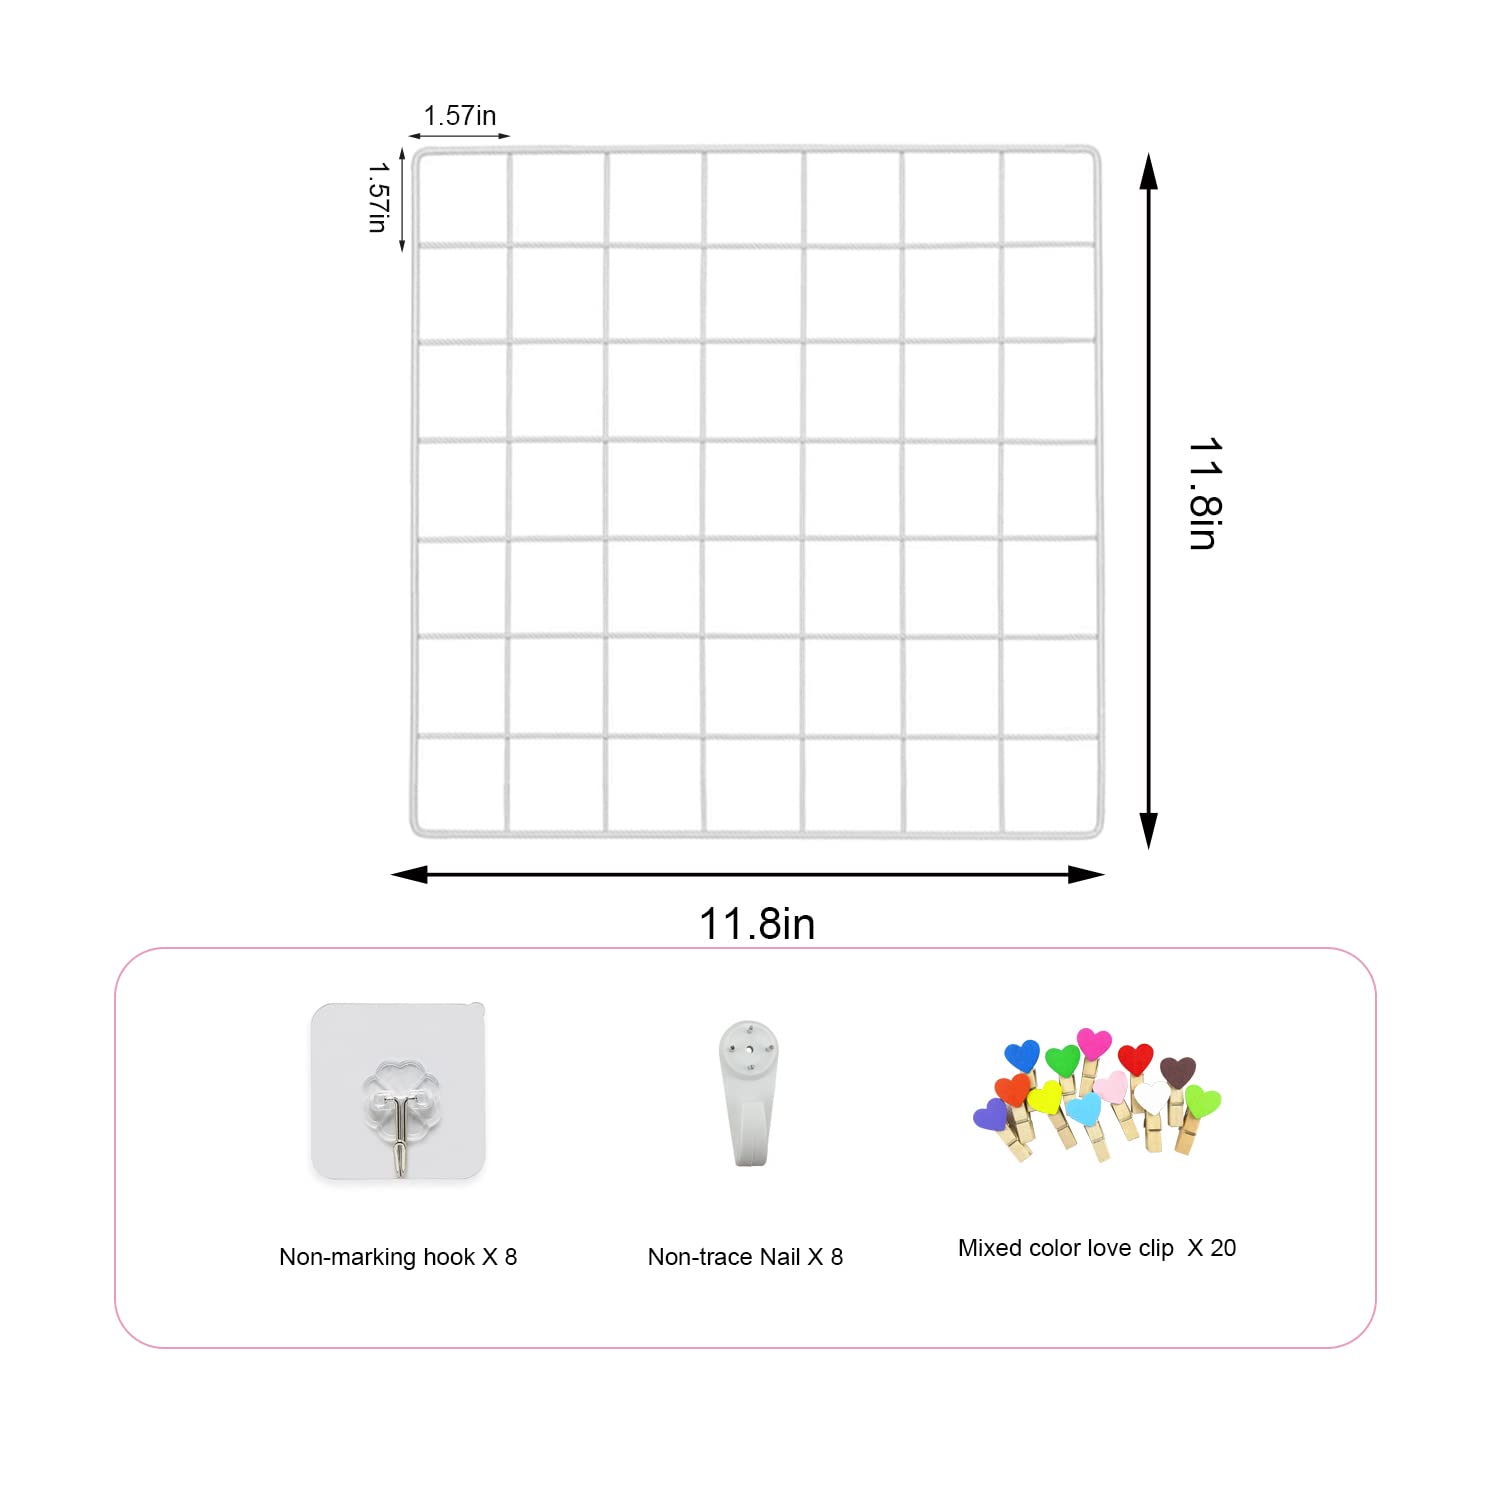 1.57in
1.57in
11.8in
11.8in
Non-marking hook X 8
Non-trace Nail X 8
Mixed color love clip X 20